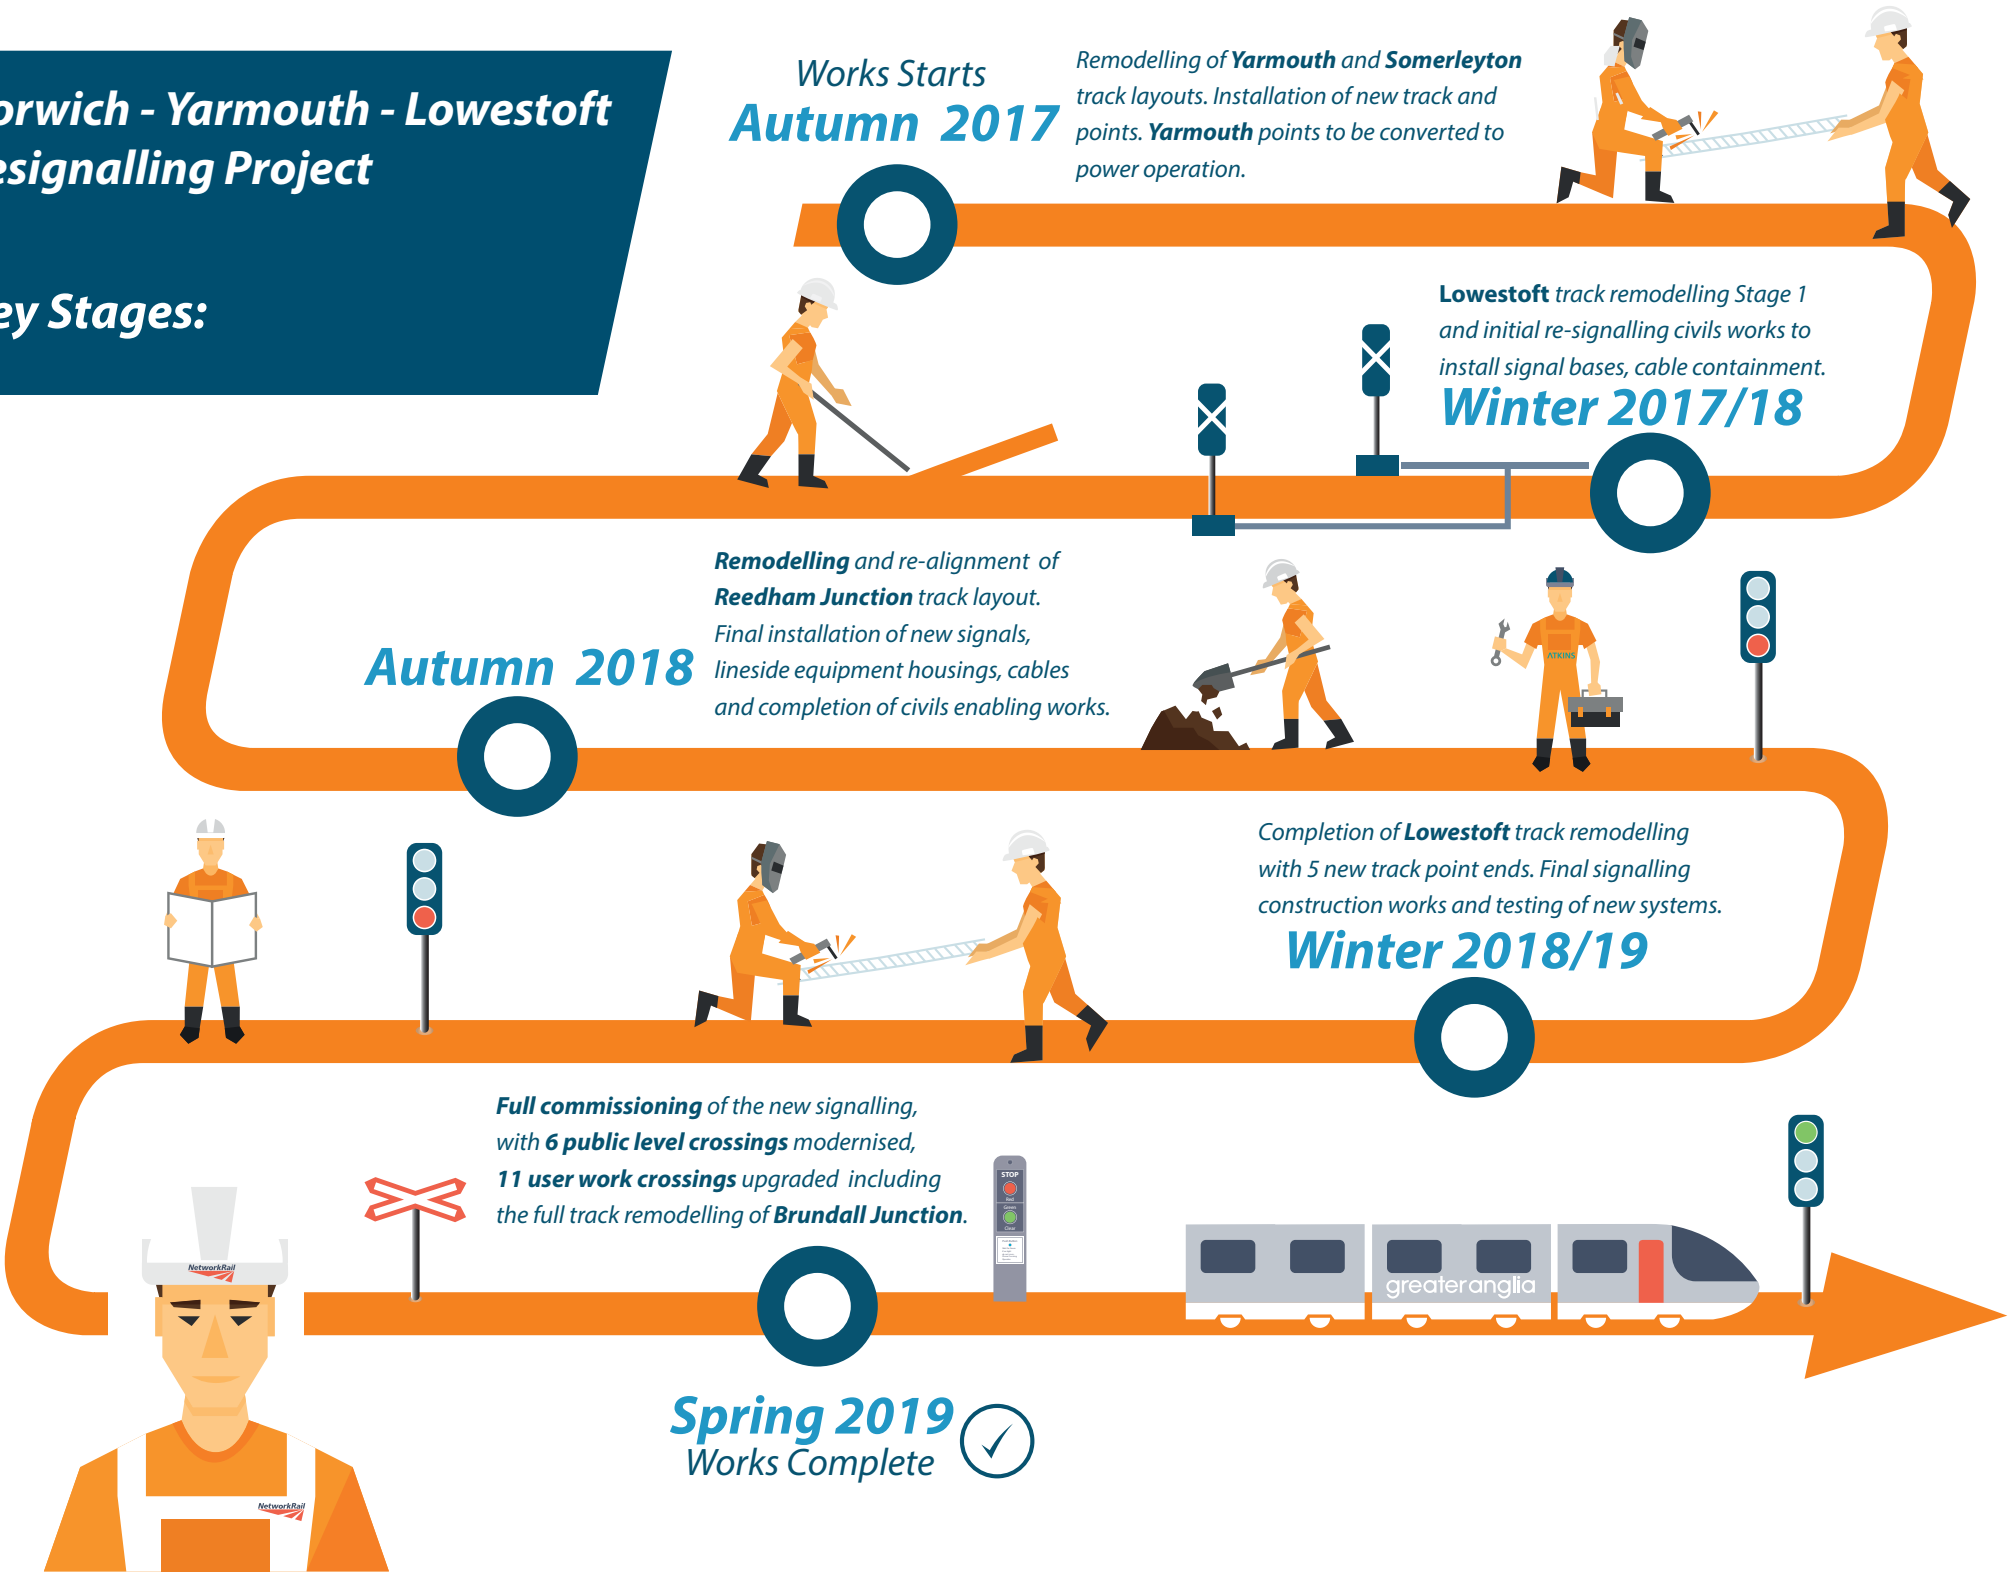 orwich - Yarmouth - Lowestoft
esignalling Project
ey Stages:
Works Starts
Autumn 2017
Remodelling of Yarmouth and Somerleyton
track layouts. Installation of new track and
points. Yarmouth points to be converted to
power operation.
Lowestoft track remodelling Stage 1
and initial re-signalling civils works to
install signal bases, cable containment.
Winter 2017/18
Autumn 2018
Remodelling and re-alignment of
Reedham Junction track layout.
Final installation of new signals,
lineside equipment housings, cables
and completion of civils enabling works.
ATKINS
Completion of Lowestoft track remodelling
with 5 new track point ends. Final signalling
construction works and testing of new systems.
Winter 2018/19
Full commissioning of the new signalling,
with 6 public level crossings modernised,
11 user work crossings upgraded including
the full track remodelling of Brundall Junction.
STOP
Red
Green
Clear
greateranglia
NetworkRail
Spring 2019
Works Complete
NetworkRail